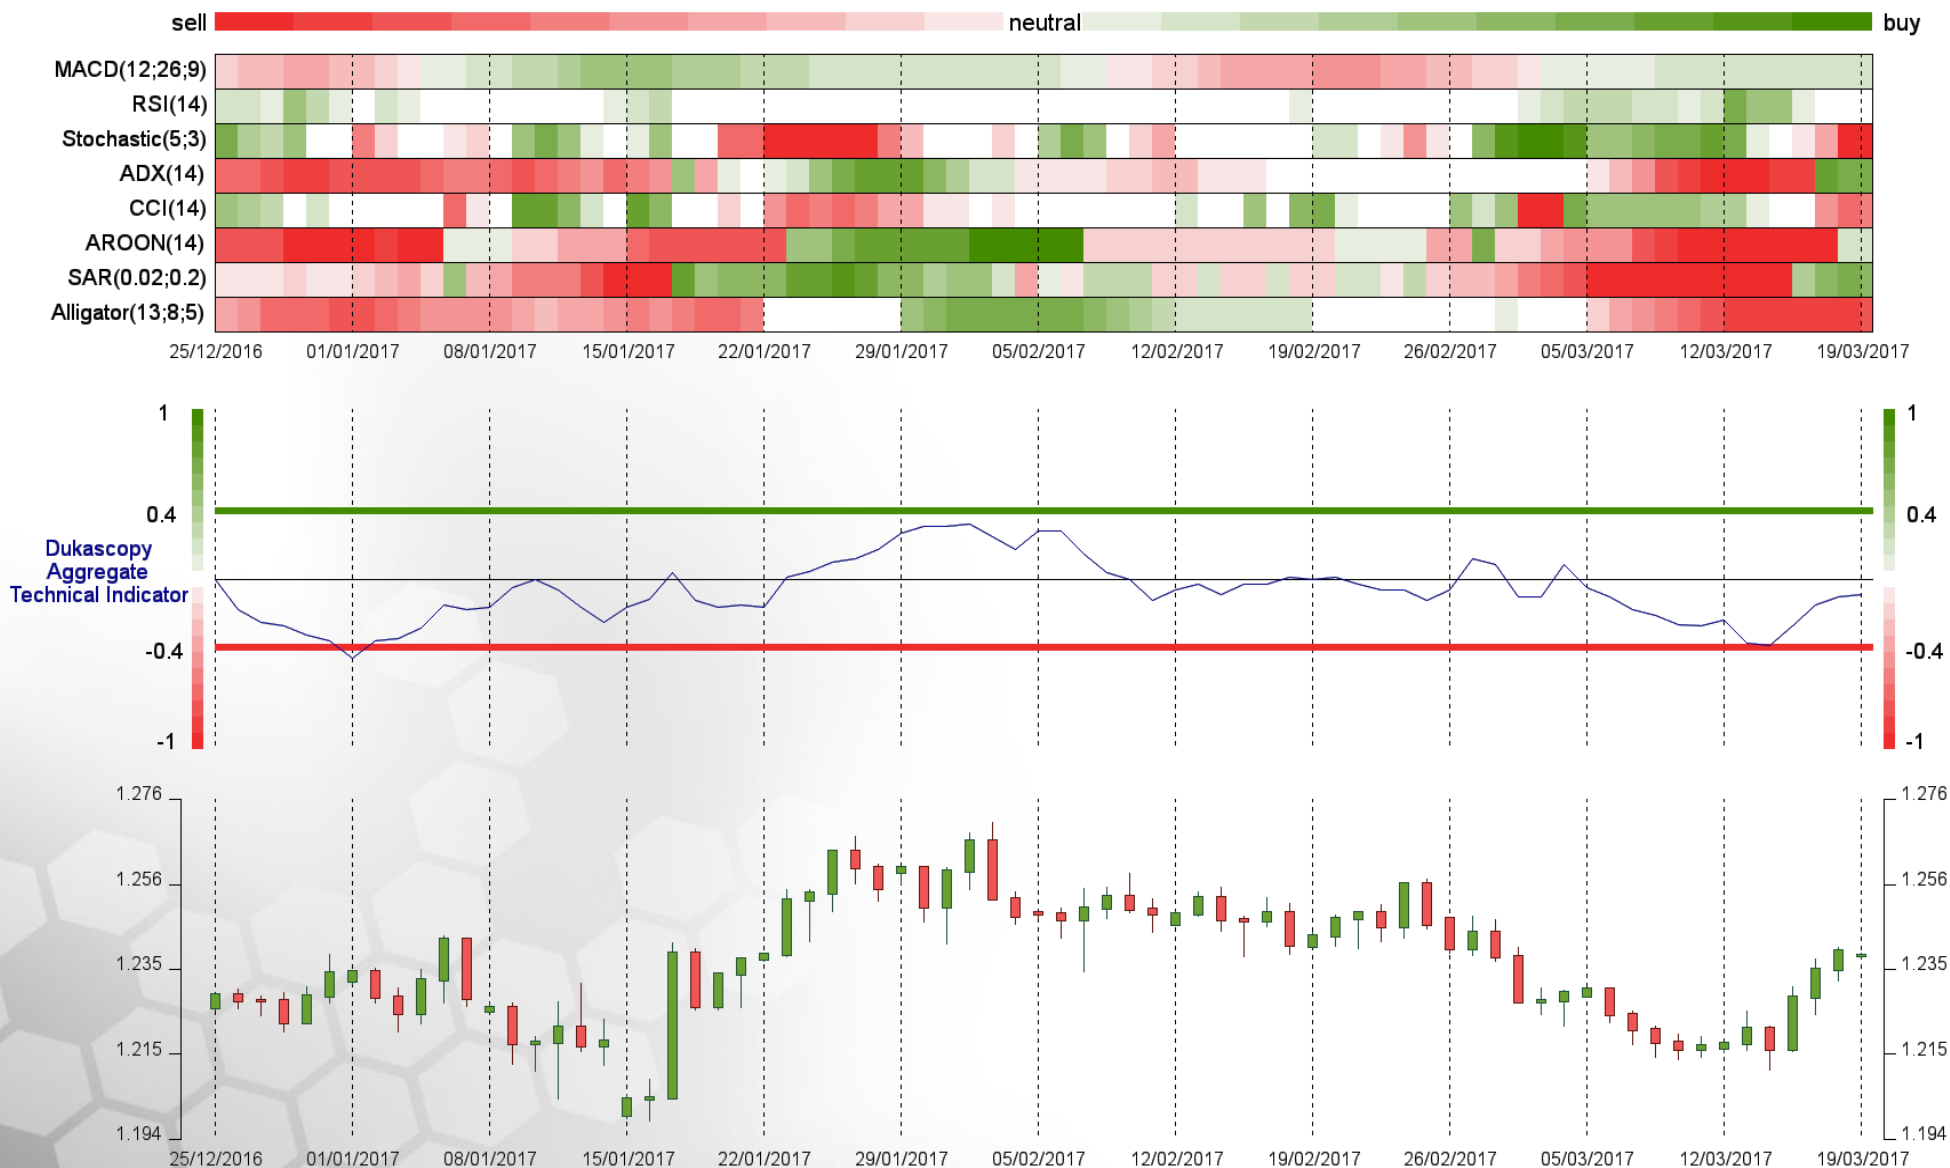 sell neutral buy
MACD(12;26;9)
RSI(14)
Stochastic(5;3)
ADX(14)
CCI(14)
AROON(14)
SAR(0.02;0.2)
Alligator(13;8;5)
25/12/2016 01/01/2017 08/01/2017 15/01/2017 22/01/2017 29/01/2017 05/02/2017 12/02/2017 19/02/2017 26/02/2017 05/03/2017 12/03/2017 19/03/2017
1 1
0.4 0.4
Dukascopy
Aggregate
Technical Indicator
-0.4 -0.4
-1 -1
1.276 1.276
1.256 1.256
1.235 1.235
1.215 1.215
1.194 1.194
25/12/2016 01/01/2017 08/01/2017 15/01/2017 22/01/2017 29/01/2017 05/02/2017 12/02/2017 19/02/2017 26/02/2017 05/03/2017 12/03/2017 19/03/2017